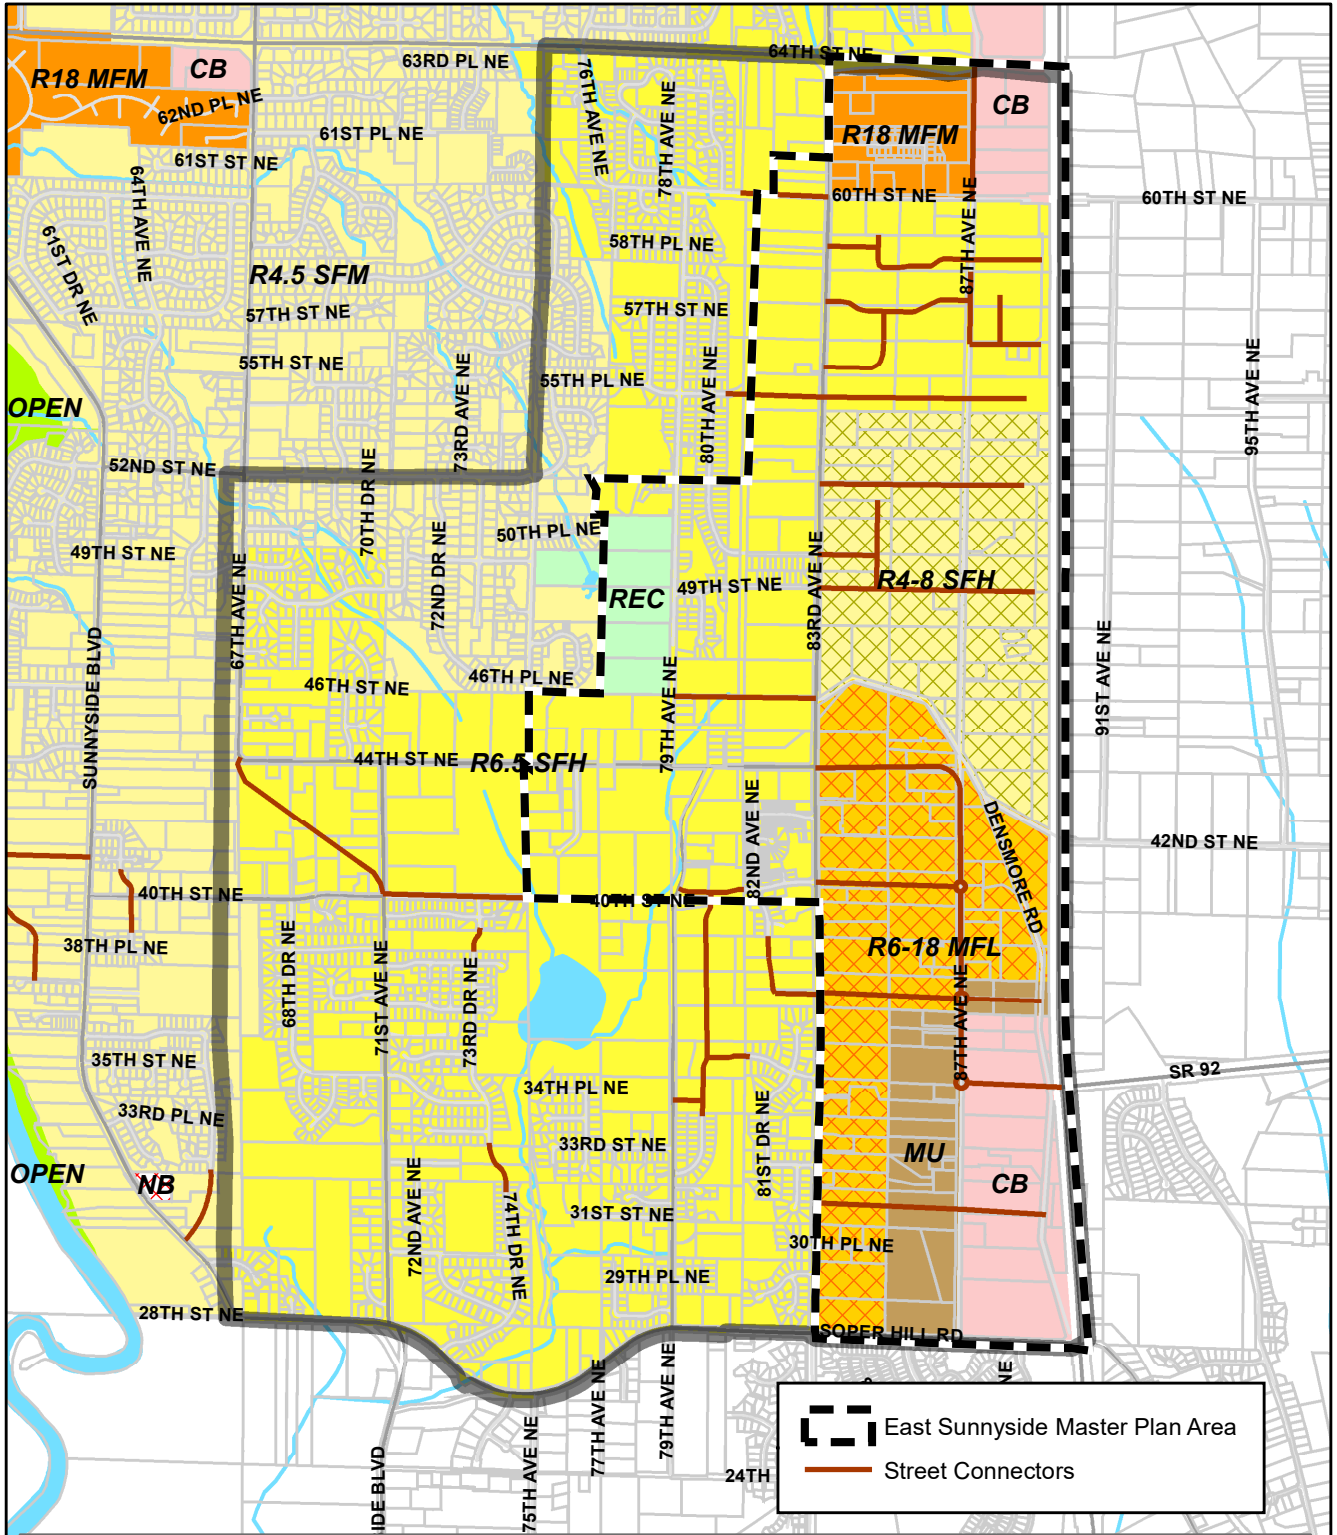 64TH ST NE
63RD PL NE
R18 MFM
CB
62ND PL NE
76TH AVE NE
78TH AVE NE
CB
R18 MFM
61ST PL NE
61ST ST NE
64TH AVE NE
60TH ST NE
60TH ST NE
87TH AVE NE
61ST DR NE
58TH PL NE
R4.5 SFM
57TH ST NE
57TH ST NE
55TH ST NE
73RD AVE NE
55TH PL NE
80TH AVE NE
95TH AVE NE
OPEN
52ND ST NE
70TH DR NE
50TH PL NE
49TH ST NE
72ND DR NE
67TH AVE NE
REC
49TH ST NE
83RD AVE NE
R4-8 SFH
SUNNYSIDE BLVD
46TH ST NE
46TH PL NE
79TH AVE NE
91ST AVE NE
44TH ST NE
R6.5 SFH
82ND AVE NE
DENSMORE RD
42ND ST NE
40TH ST NE
40TH ST NE
38TH PL NE
68TH DR NE
71ST AVE NE
73RD DR NE
R6-18 MFL
87TH AVE NE
35TH ST NE
34TH PL NE
SR 92
33RD PL NE
33RD ST NE
81ST DR NE
MU
OPEN
NB
CB
72ND AVE NE
74TH DR NE
31ST ST NE
30TH PL NE
29TH PL NE
28TH ST NE
SOPER HILL RD
NE
77TH AVE NE
79TH AVE NE
75TH AVE NE
IDE BLVD
24TH
East Sunnyside Master Plan Area
Street Connectors